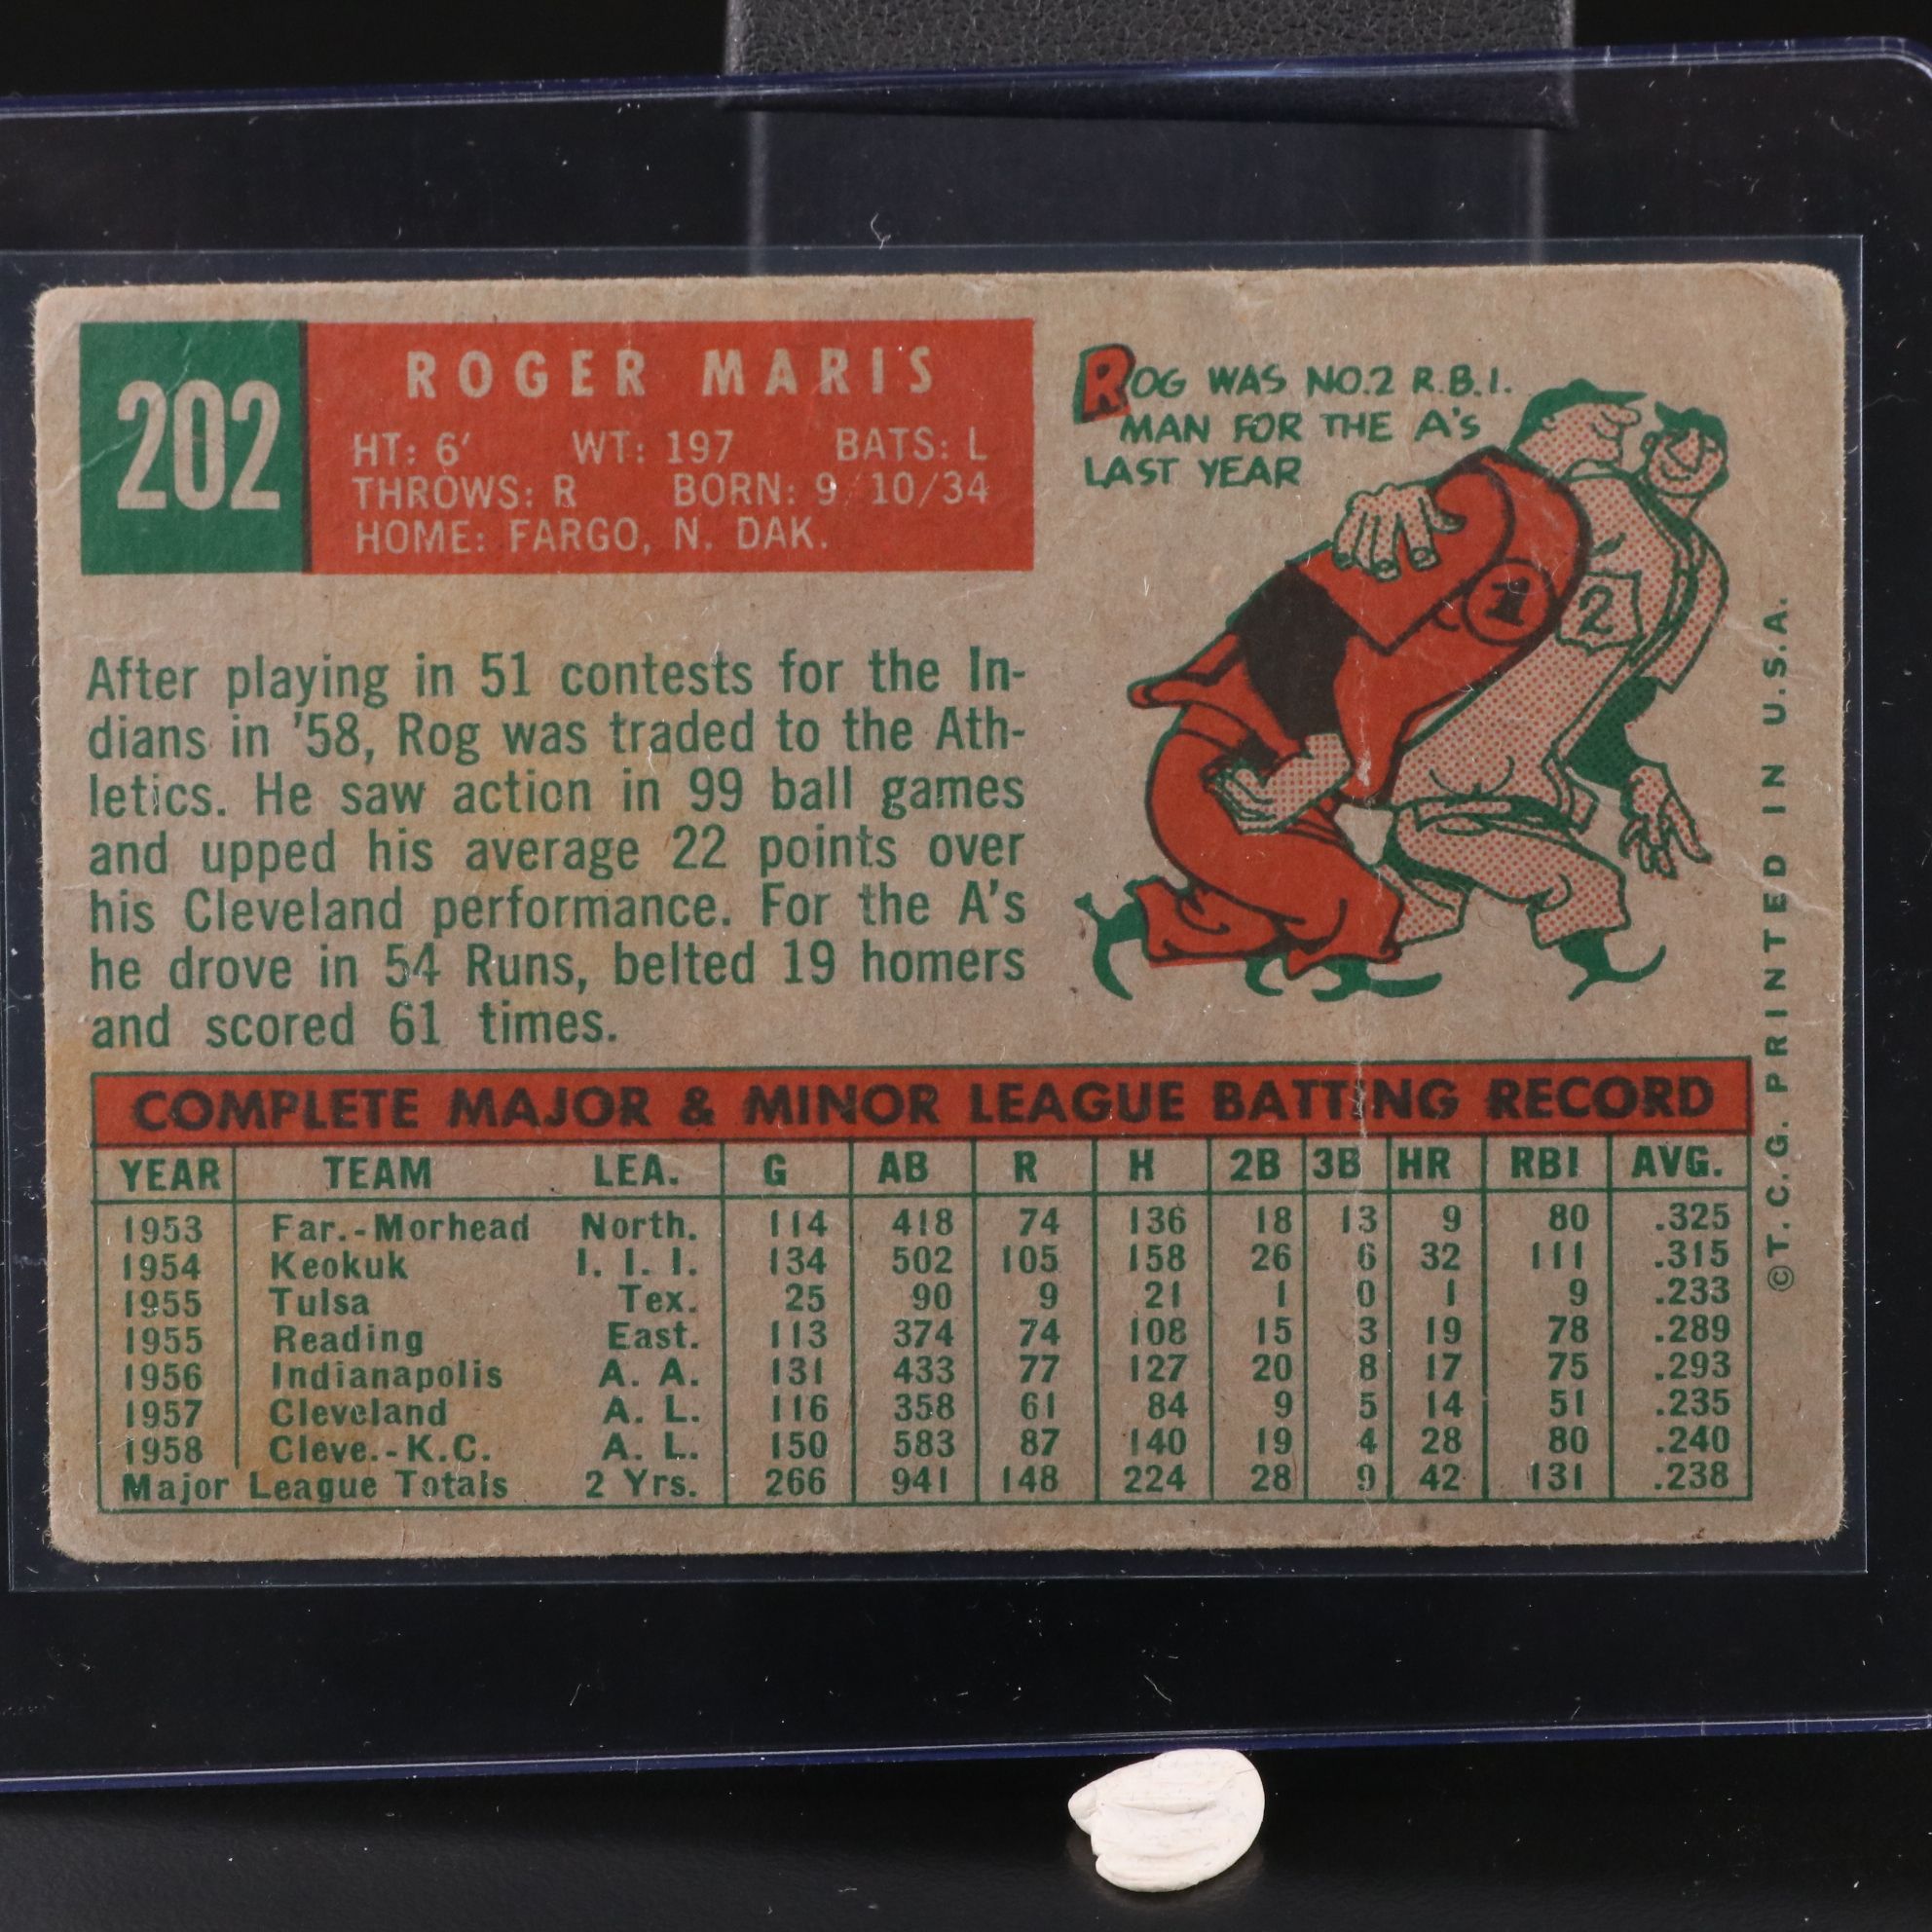 202
ROGER MARIS
HT: 6' WT: 197 BATS: L
THROWS: R BORN: 9/10/34
HOME: FARGO, N. DAK.
ROG WAS NO.2 R.B.I.
MAN FOR THE A'S
LAST YEAR
1
2
After playing in 51 contests for the In-
dians in '58, Rog was traded to the Ath-
letics. He saw action in 99 ball games
and upped his average 22 points over
his Cleveland performance. For the A's
he drove in 54 Runs, belted 19 homers
and scored 61 times.
COMPLETE MAJOR & MINOR LEAGUE BATTING RECORD
YEAR TEAM LEA. G AB R H 2B 3B HR RBI AVG.
1953 Far.-Morhead North. 114 418 74 136 18 13 9 80 .325
1954 Keokuk I. I. I. 134 502 105 158 26 6 32 111 .315
1955 Tulsa Tex. 25 90 9 21 1 0 1 9 .233
1955 Reading East. 113 374 74 108 15 3 19 78 .289
1956 Indianapolis A. A. 131 433 77 127 20 8 17 75 .293
1957 Cleveland A. L. 116 358 61 84 9 5 14 51 .235
1958 Cleve.-K.C. A. L. 150 583 87 140 19 4 28 80 .240
Major League Totals 2 Yrs. 266 941 148 224 28 9 42 131 .238
© T. C. G. PRINTED IN U.S.A.